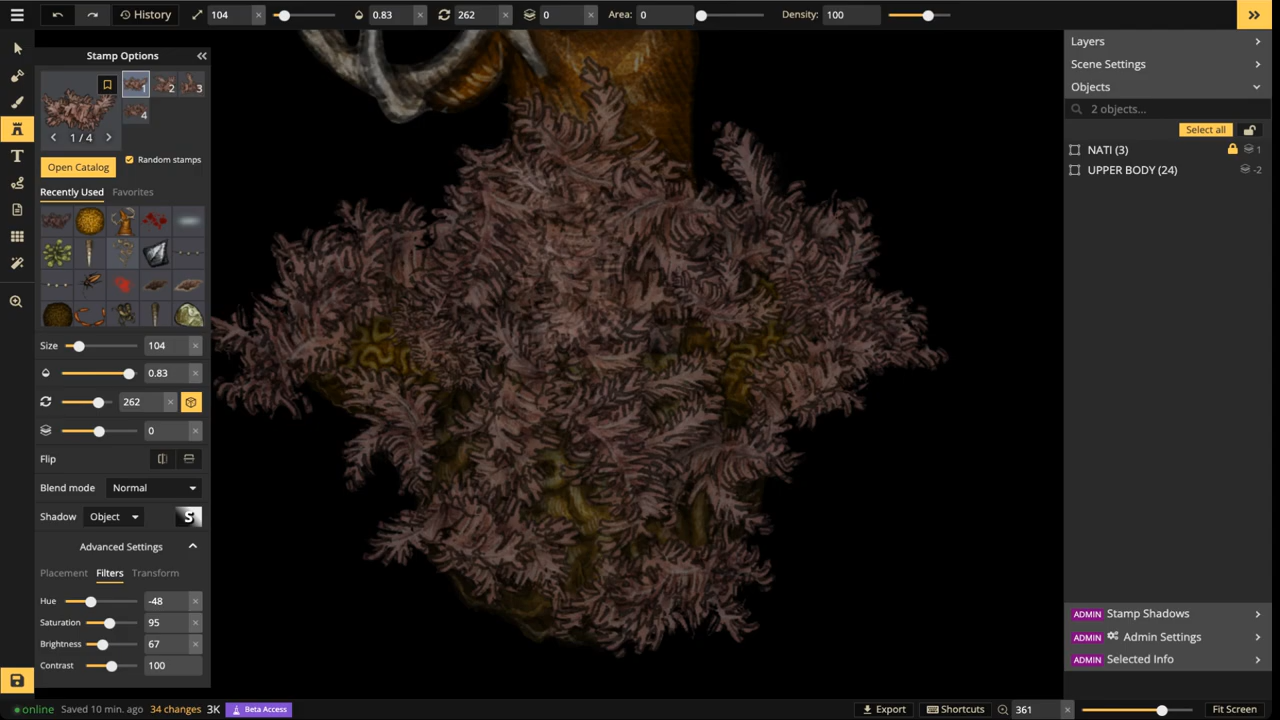 History 104 × 0.83 × 262 × 0 × Area: 0 Density: 100
Stamp Options
1 2 3
4
1 / 4
Open Catalog Random stamps
Recently Used Favorites
Size 104 ×
0.83 ×
262 ×
0 ×
Flip
Blend mode Normal
Shadow Object S
Advanced Settings
Placement Filters Transform
Hue -48 ×
Saturation 95 ×
Brightness 67 ×
Contrast 100
Layers
Scene Settings
Objects
2 objects...
Select all
NATI (3) 1
UPPER BODY (24) -2
ADMIN Stamp Shadows
ADMIN Admin Settings
ADMIN Selected Info
online Saved 10 min. ago 34 changes 3K Beta Access Export Shortcuts 361 × Fit Screen